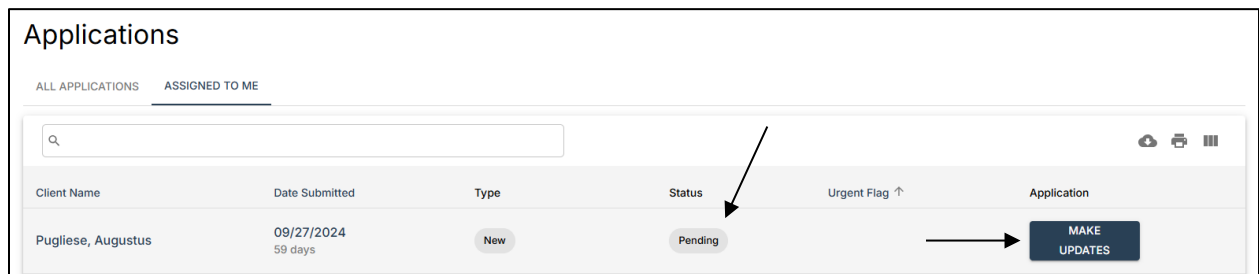 Applications
ALL APPLICATIONS ASSIGNED TO ME
Client Name Date Submitted Type Status Urgent Flag Application
Pugliese, Augustus 09/27/2024 New Pending MAKE
59 days UPDATES